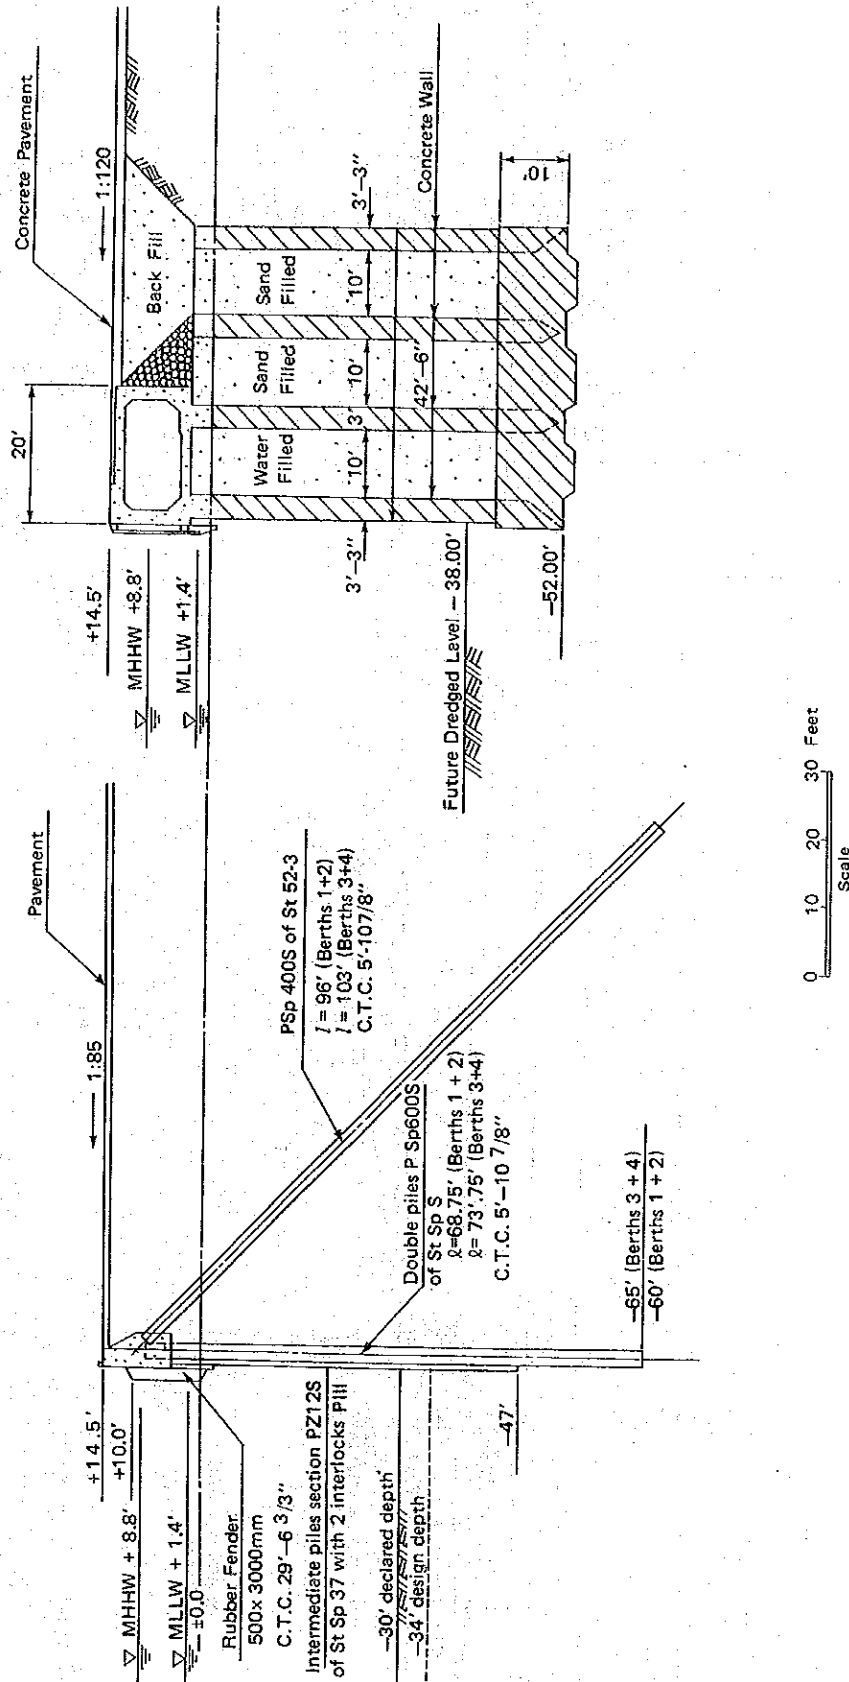 Pavement
1:85
+14.5'
+10.0'
▽ MHHW + 8.8'
▽ MLLW + 1.4'
±0.0
Rubber Fender
500x 3000mm
C.T.C. 29'–6 3/3"
Intermediate piles section PZ12S
of St Sp 37 with 2 interlocks PIII
–30' declared depth
–34' design depth
–47'
PSp 400S of St 52-3
l = 96' (Berths 1+2)
l = 103' (Berths 3+4)
C.T.C. 5'-107/8"
Double piles P Sp600S
of St Sp S
ℓ=68.75' (Berths 1 + 2)
ℓ= 73'.75' (Berths 3+4)
C.T.C. 5'–10 7/8"
–65' (Berths 3 + 4)
–60' (Berths 1 + 2)
Concrete Pavement
1:120
20'
Back Fill
+14.5'
▽ MHHW +8.8'
▽ MLLW +1.4'
Water
Filled
Sand
Filled
Sand
Filled
3'–3"
10'
3'
10'
10'
3'–3"
42'–6"
Concrete Wall
10'
Future Dredged Level – 38.00'
–52.00'
0 10 20 30 Feet
Scale